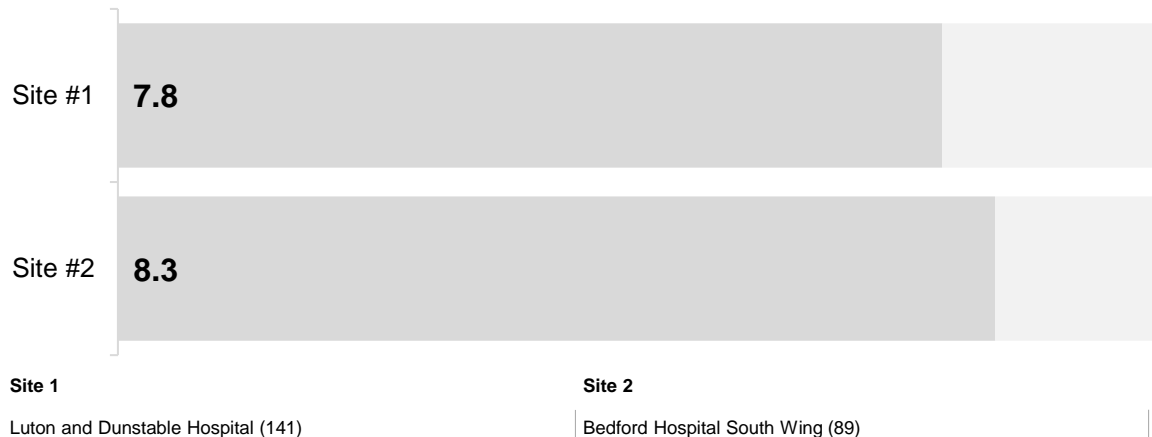 Site #1 7.8
Site #2 8.3
Site 1 Site 2
Luton and Dunstable Hospital (141) Bedford Hospital South Wing (89)